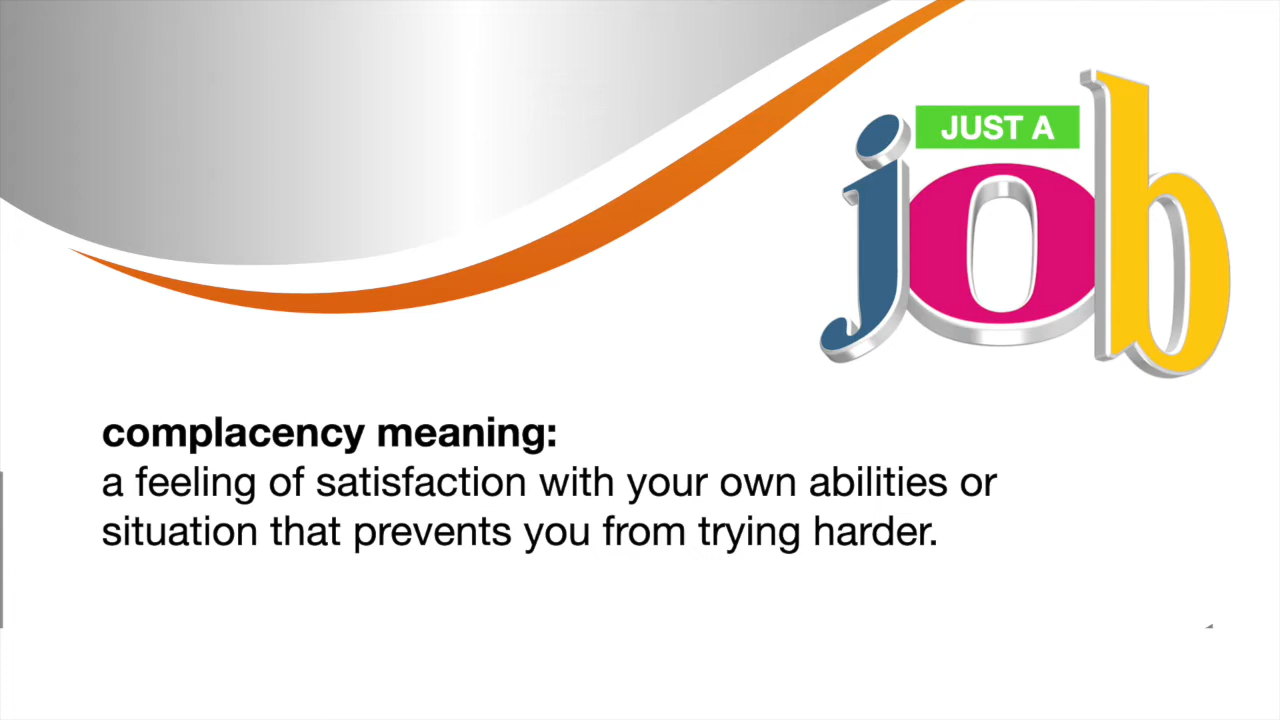 JUST A
job
complacency meaning:
a feeling of satisfaction with your own abilities or
situation that prevents you from trying harder.